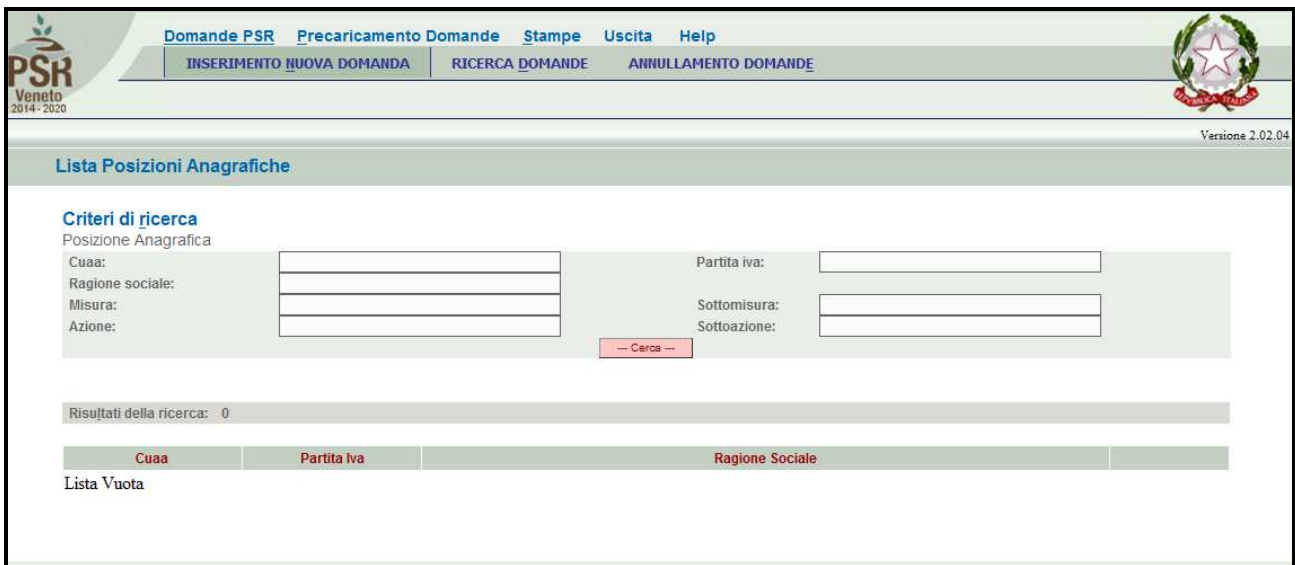 Domande PSR Precaricamento Domande Stampe Uscita Help
INSERIMENTO NUOVA DOMANDA RICERCA DOMANDE ANNULLAMENTO DOMANDE
PSR
Veneto
2014-2020
REPUBBLICA ITALIANA
Versione 2.02.04
Lista Posizioni Anagrafiche
Criteri di ricerca
Posizione Anagrafica
Cuaa: Partita iva:
Ragione sociale:
Misura: Sottomisura:
Azione: Sottoazione:
--- Cerca ---
Risultati della ricerca: 0
Cuaa Partita Iva Ragione Sociale
Lista Vuota